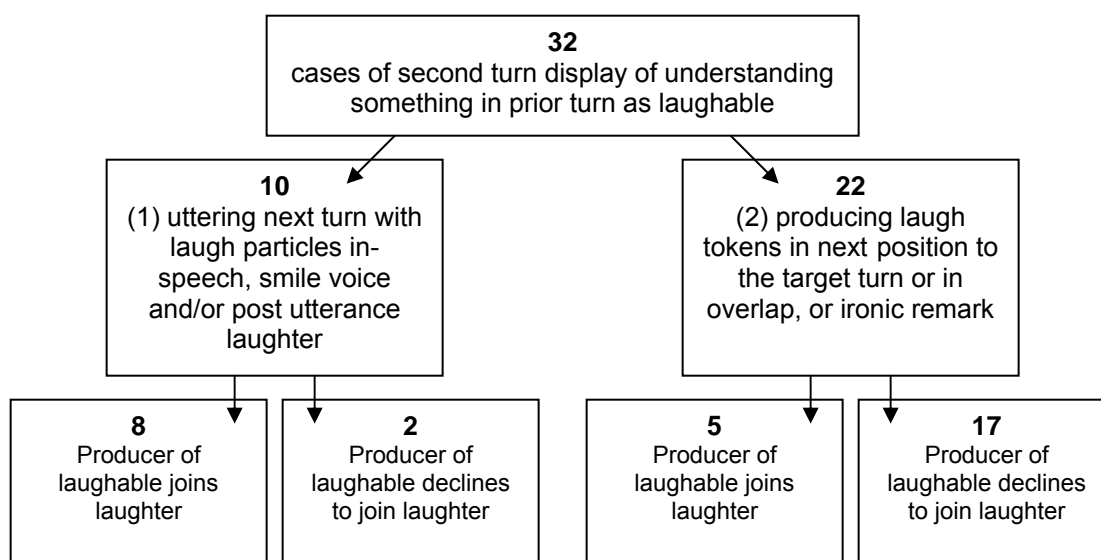 32
cases of second turn display of understanding
something in prior turn as laughable
10
(1) uttering next turn with
laugh particles in-
speech, smile voice
and/or post utterance
laughter
22
(2) producing laugh
tokens in next position to
the target turn or in
overlap, or ironic remark
8
Producer of
laughable joins
laughter
2
Producer of
laughable declines
to join laughter
5
Producer of
laughable joins
laughter
17
Producer of
laughable declines
to join laughter